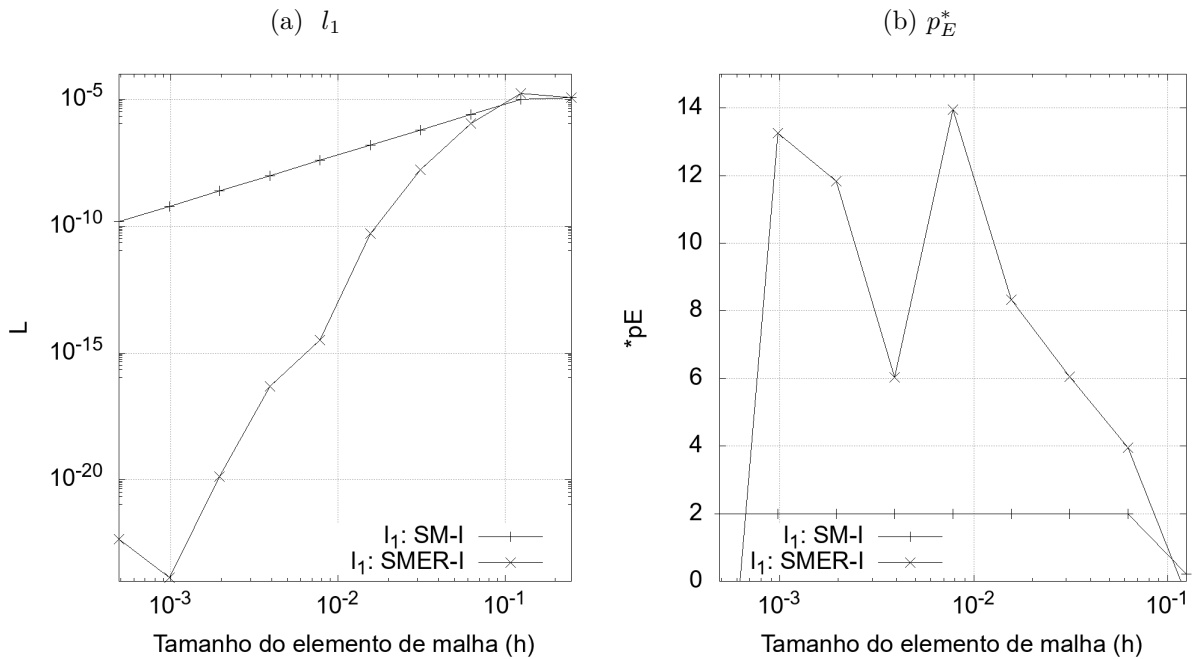 (a) l₁
(b) p*_E
10⁻⁵
10⁻¹⁰
10⁻¹⁵
10⁻²⁰
L
l₁: SM-I
l₁: SMER-I
10⁻³
10⁻²
10⁻¹
Tamanho do elemento de malha (h)
14
12
10
8
6
4
2
0
*pE
l₁: SM-I
l₁: SMER-I
10⁻³
10⁻²
10⁻¹
Tamanho do elemento de malha (h)